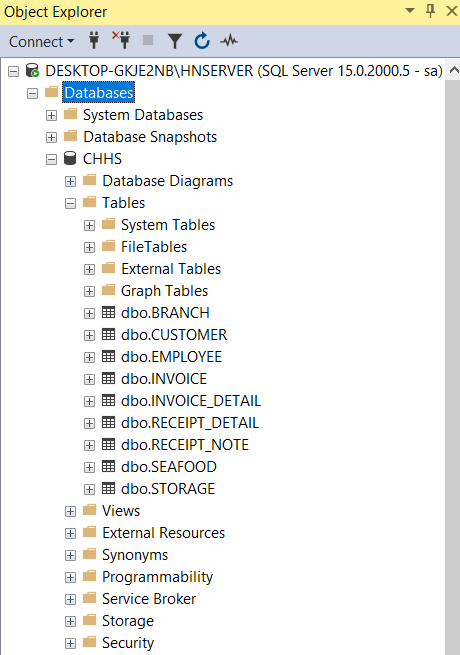 Object Explorer
Connect
DESKTOP-GKJE2NB\HNSERVER (SQL Server 15.0.2000.5 - sa)
Databases
System Databases
Database Snapshots
CHHS
Database Diagrams
Tables
System Tables
FileTables
External Tables
Graph Tables
dbo.BRANCH
dbo.CUSTOMER
dbo.EMPLOYEE
dbo.INVOICE
dbo.INVOICE_DETAIL
dbo.RECEIPT_DETAIL
dbo.RECEIPT_NOTE
dbo.SEAFOOD
dbo.STORAGE
Views
External Resources
Synonyms
Programmability
Service Broker
Storage
Security